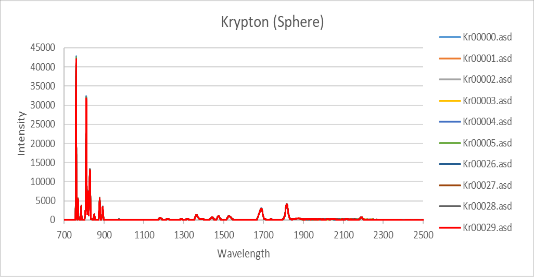 Krypton (Sphere)
45000
40000
35000
30000
25000
20000
15000
10000
5000
0
Intensity
700 900 1100 1300 1500 1700 1900 2100 2300 2500
Wavelength
Kr00000.asd
Kr00001.asd
Kr00002.asd
Kr00003.asd
Kr00004.asd
Kr00005.asd
Kr00026.asd
Kr00027.asd
Kr00028.asd
Kr00029.asd